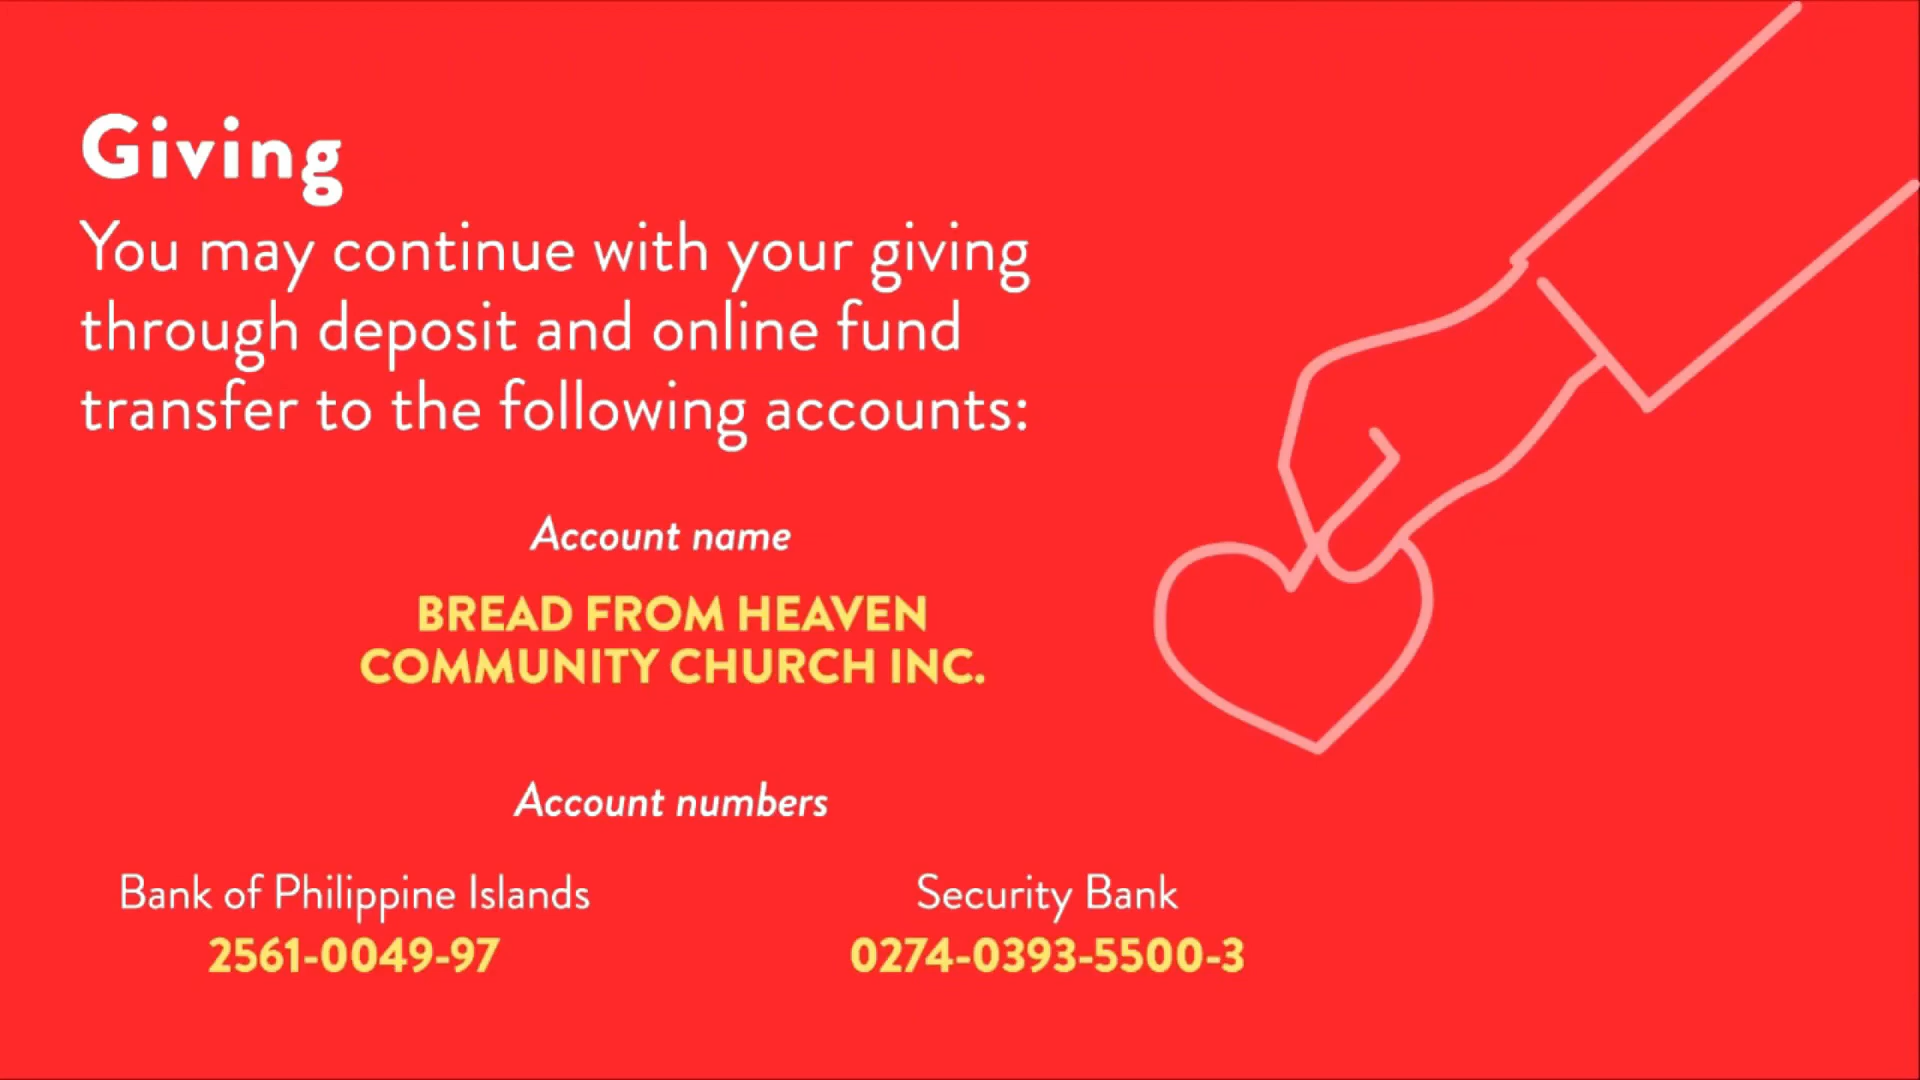 Giving
You may continue with your giving
through deposit and online fund
transfer to the following accounts:
Account name
BREAD FROM HEAVEN
COMMUNITY CHURCH INC.
Account numbers
Bank of Philippine Islands
2561-0049-97
Security Bank
0274-0393-5500-3